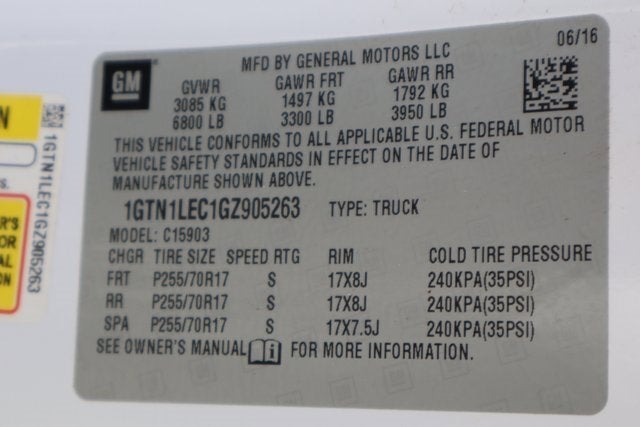 GM
MFD BY GENERAL MOTORS LLC 06/16
GVWR GAWR FRT GAWR RR
3085 KG 1497 KG 1792 KG
6800 LB 3300 LB 3950 LB
THIS VEHICLE CONFORMS TO ALL APPLICABLE U.S. FEDERAL MOTOR
VEHICLE SAFETY STANDARDS IN EFFECT ON THE DATE OF
MANUFACTURE SHOWN ABOVE.
1GTN1LEC1GZ905263 TYPE: TRUCK
MODEL: C15903
CHGR TIRE SIZE SPEED RTG RIM COLD TIRE PRESSURE
FRT P255/70R17 S 17X8J 240KPA(35PSI)
RR P255/70R17 S 17X8J 240KPA(35PSI)
SPA P255/70R17 S 17X7.5J 240KPA(35PSI)
SEE OWNER'S MANUAL i FOR MORE INFORMATION.
1GTN1LEC1GZ905263